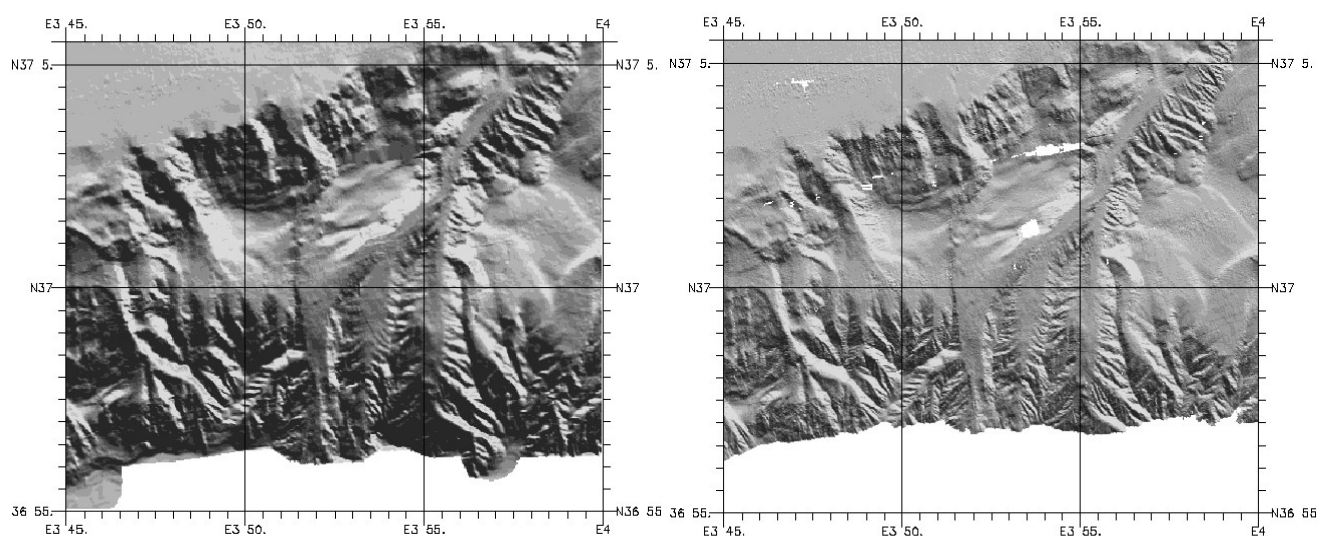 E3 45. E3 50. E3 55. E4
E3 45. E3 50. E3 55. E4
N37 5. N37 5. N37 5. N37 5.
N37 N37 N37 N37
36 55. N36 55. 36 55. N36 55
E3 45. E3 50. E3 55. E4
E3 45. E3 50. E3 55. E4